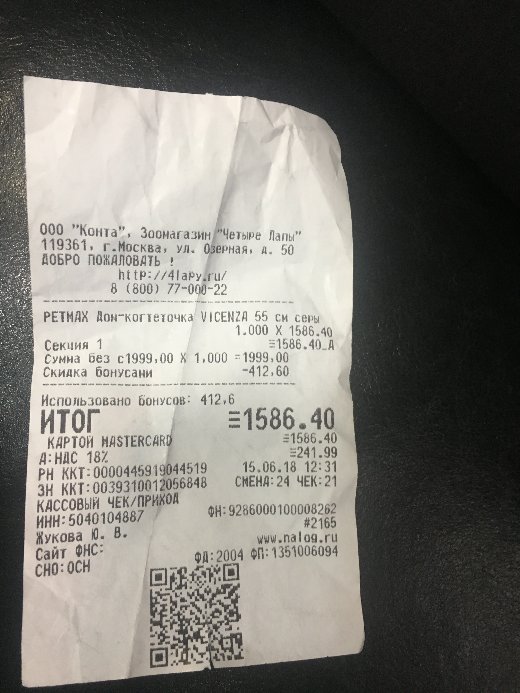 ООО "Конта", Зоомагазин "Четыре Лапы"
119361, г.Москва, ул. Озерная, д. 50
ДОБРО ПОЖАЛОВАТЬ !
http://4lapy.ru/
8 (800) 77-000-22
PETMAX Дом-когтеточка VICENZA 55 см серы
1.000 X 1586.40
Секция 1 ≡1586.40_А
Сумма без с1999,00 X 1,000 =1999,00
Скидка бонусами -412,60
Использовано бонусов: 412,6
ИТОГ ≡1586.40
КАРТОЙ MASTERCARD ≡1586.40
А:НДС 18% ≡241.99
РН ККТ:0000445919044519 15.06.18 12:31
ЗН ККТ:00393100 12056848 СМЕНА:24 ЧЕК:21
КАССОВЫЙ ЧЕК/ПРИХОД
ИНН:5040104887 ФН:9286000100008262
Жукова Ю. В. #2165
Сайт ФНС: www.nalog.ru
СНО:ОСН ФД:2004 ФП:1351006094